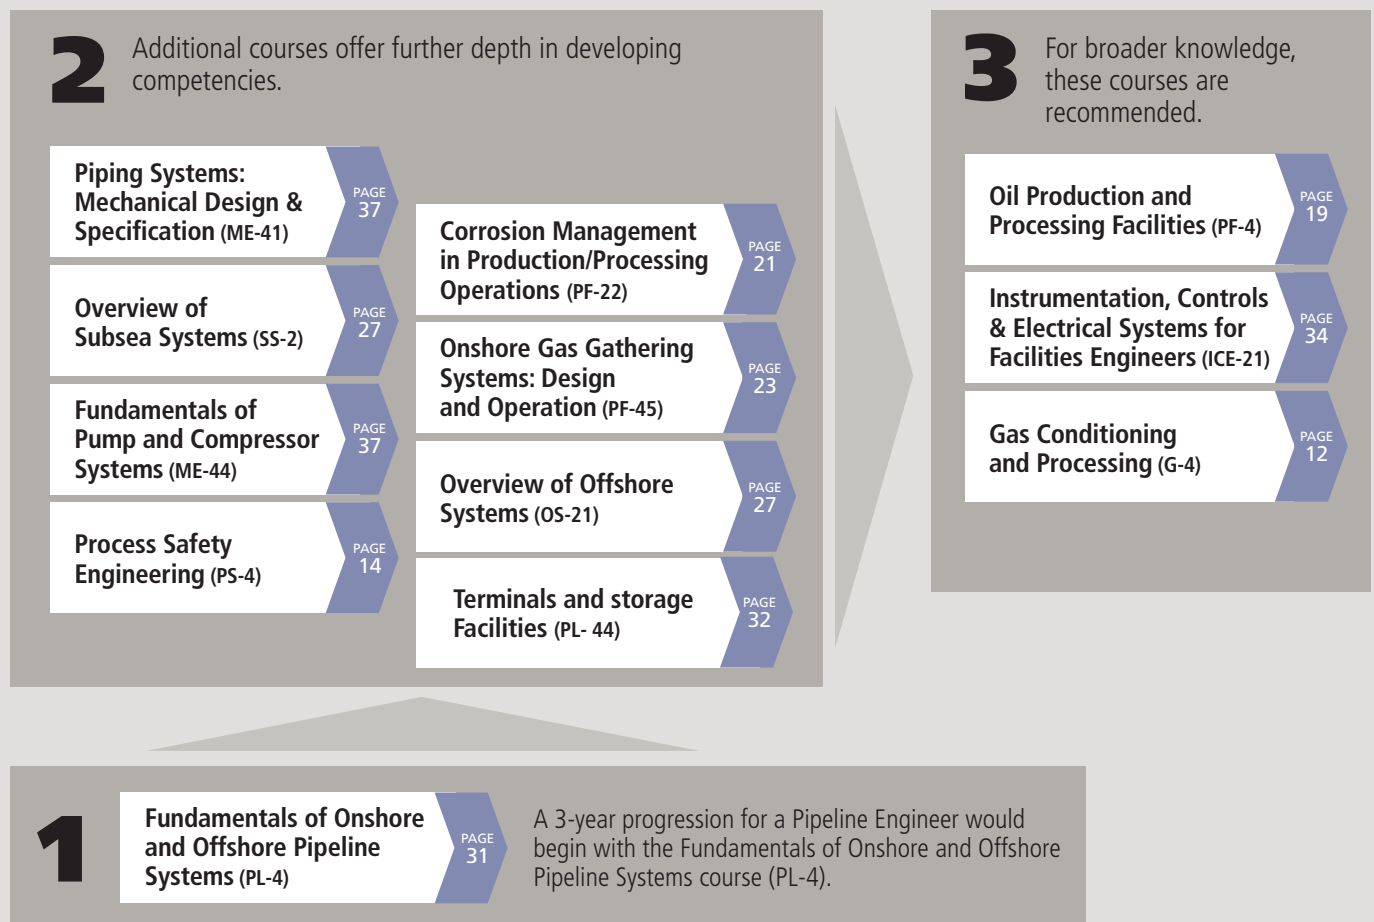 2
Additional courses offer further depth in developing
competencies.
Piping Systems:
Mechanical Design &
Specification (ME-41)
PAGE
37
Overview of
Subsea Systems (SS-2)
PAGE
27
Fundamentals of
Pump and Compressor
Systems (ME-44)
PAGE
37
Process Safety
Engineering (PS-4)
PAGE
14
Corrosion Management
in Production/Processing
Operations (PF-22)
PAGE
21
Onshore Gas Gathering
Systems: Design
and Operation (PF-45)
PAGE
23
Overview of Offshore
Systems (OS-21)
PAGE
27
Terminals and storage
Facilities (PL- 44)
PAGE
32
3
For broader knowledge,
these courses are
recommended.
Oil Production and
Processing Facilities (PF-4)
PAGE
19
Instrumentation, Controls
& Electrical Systems for
Facilities Engineers (ICE-21)
PAGE
34
Gas Conditioning
and Processing (G-4)
PAGE
12
1
Fundamentals of Onshore
and Offshore Pipeline
Systems (PL-4)
PAGE
31
A 3-year progression for a Pipeline Engineer would
begin with the Fundamentals of Onshore and Offshore
Pipeline Systems course (PL-4).